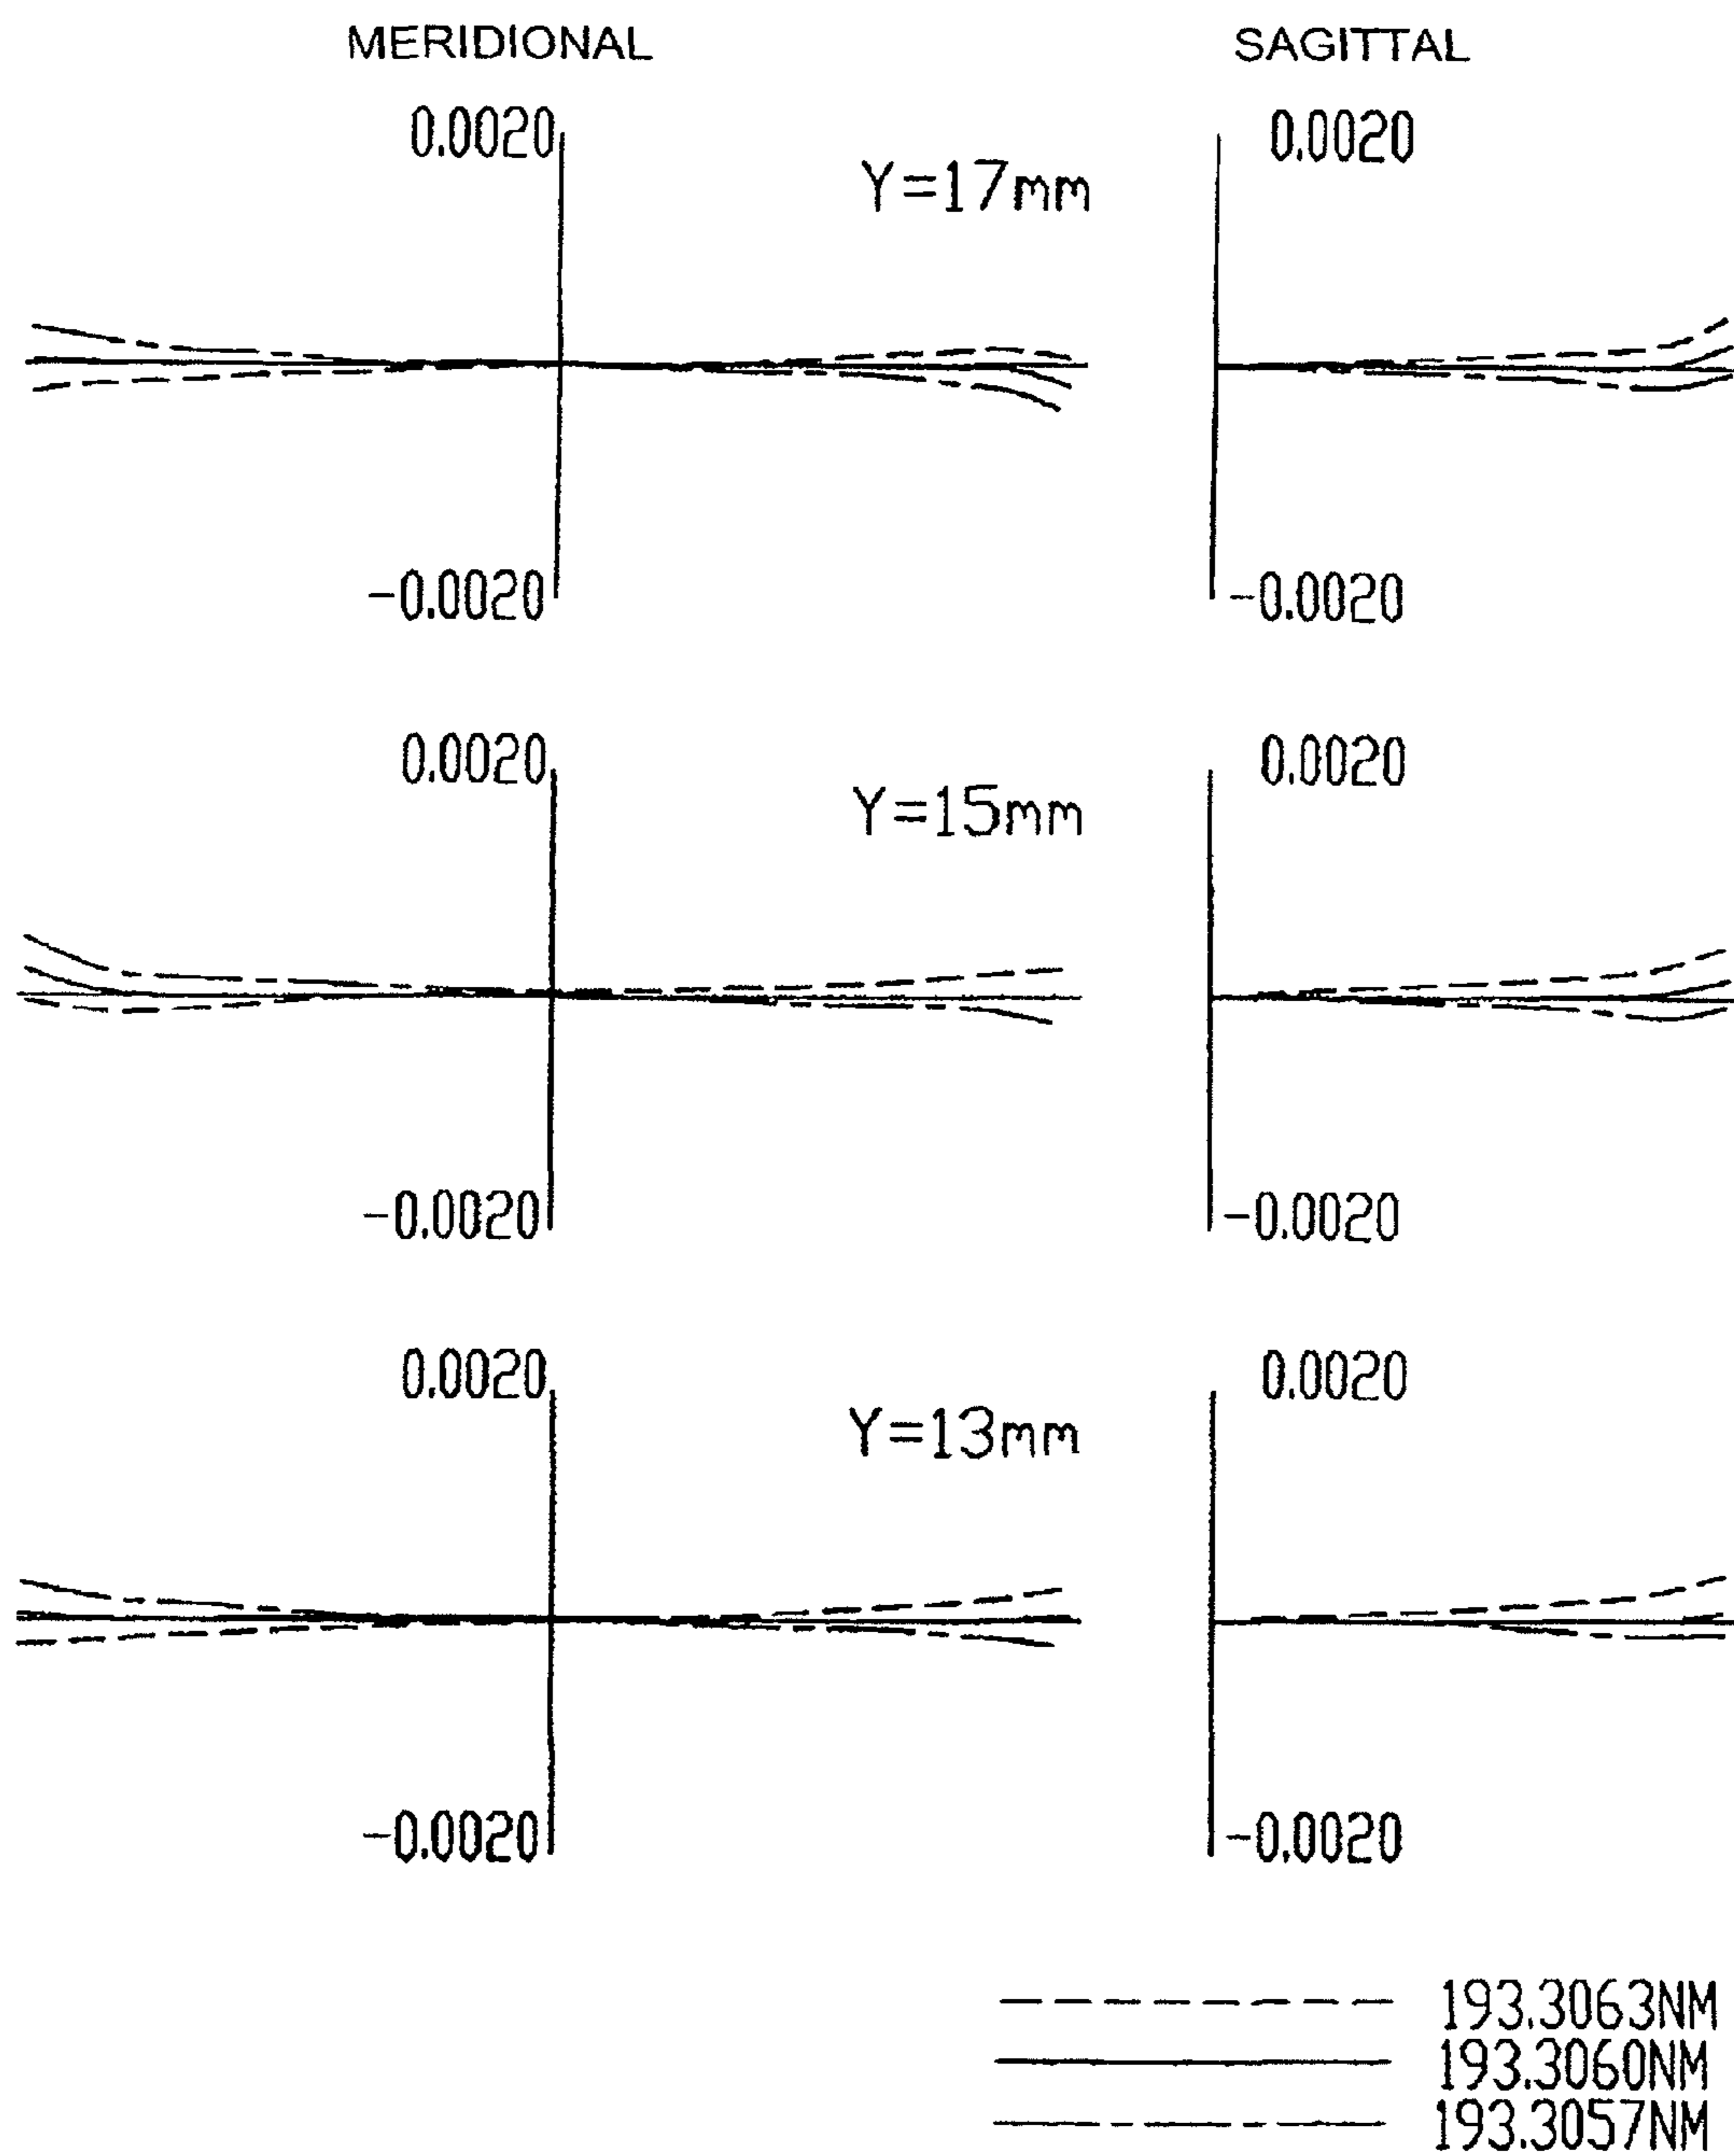 MERIDIONAL SAGITTAL
0.0020 0.0020
Y=17mm
-0.0020 -0.0020
0.0020 0.0020
Y=15mm
-0.0020 -0.0020
0.0020 0.0020
Y=13mm
-0.0020 -0.0020
193.3063NM
193.3060NM
193.3057NM